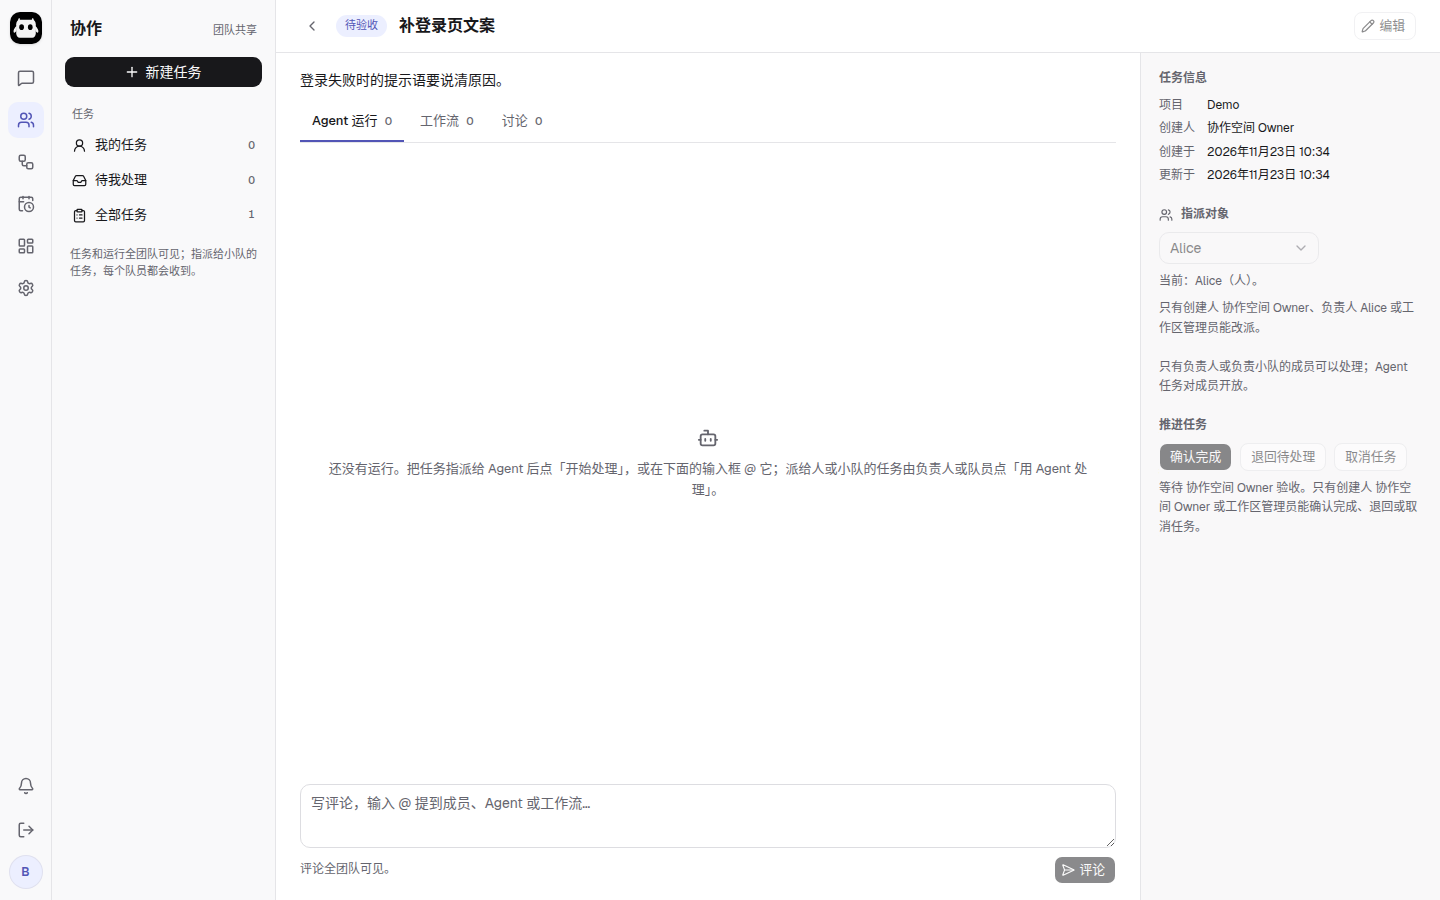 协作
团队共享
新建任务
任务
我的任务 0
待我处理 0
全部任务 1
任务和运行全团队可见；指派给小队的
任务，每个队员都会收到。
B
待验收
补登录页文案
编辑
登录失败时的提示语要说清原因。
Agent 运行 0
工作流 0
讨论 0
还没有运行。把任务指派给 Agent 后点「开始处理」，或在下面的输入框 @ 它；派给人或小队的任务由负责人或队员点「用 Agent 处
理」。
写评论，输入 @ 提到成员、Agent 或工作流…
评论全团队可见。
评论
任务信息
项目 Demo
创建人 协作空间 Owner
创建于 2026年11月23日 10:34
更新于 2026年11月23日 10:34
指派对象
Alice
当前：Alice（人）。
只有创建人 协作空间 Owner、负责人 Alice 或工
作区管理员能改派。
只有负责人或负责小队的成员可以处理；Agent
任务对成员开放。
推进任务
确认完成
退回待处理
取消任务
等待 协作空间 Owner 验收。只有创建人 协作空
间 Owner 或工作区管理员能确认完成、退回或取
消任务。